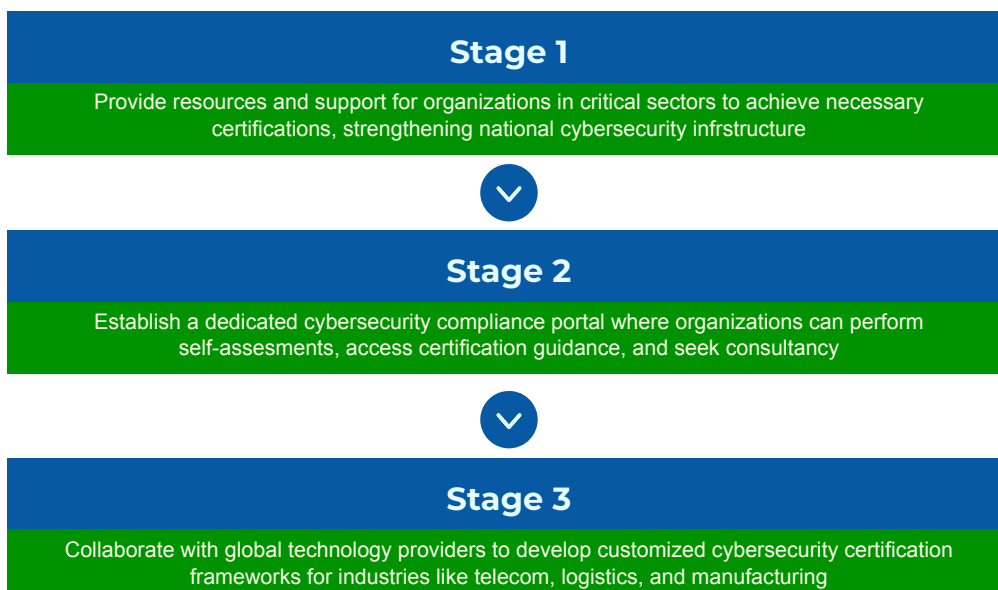 Stage 1
Provide resources and support for organizations in critical sectors to achieve necessary
certifications, strengthening national cybersecurity infrstructure
Stage 2
Establish a dedicated cybersecurity compliance portal where organizations can perform
self-assesments, access certification guidance, and seek consultancy
Stage 3
Collaborate with global technology providers to develop customized cybersecurity certification
frameworks for industries like telecom, logistics, and manufacturing